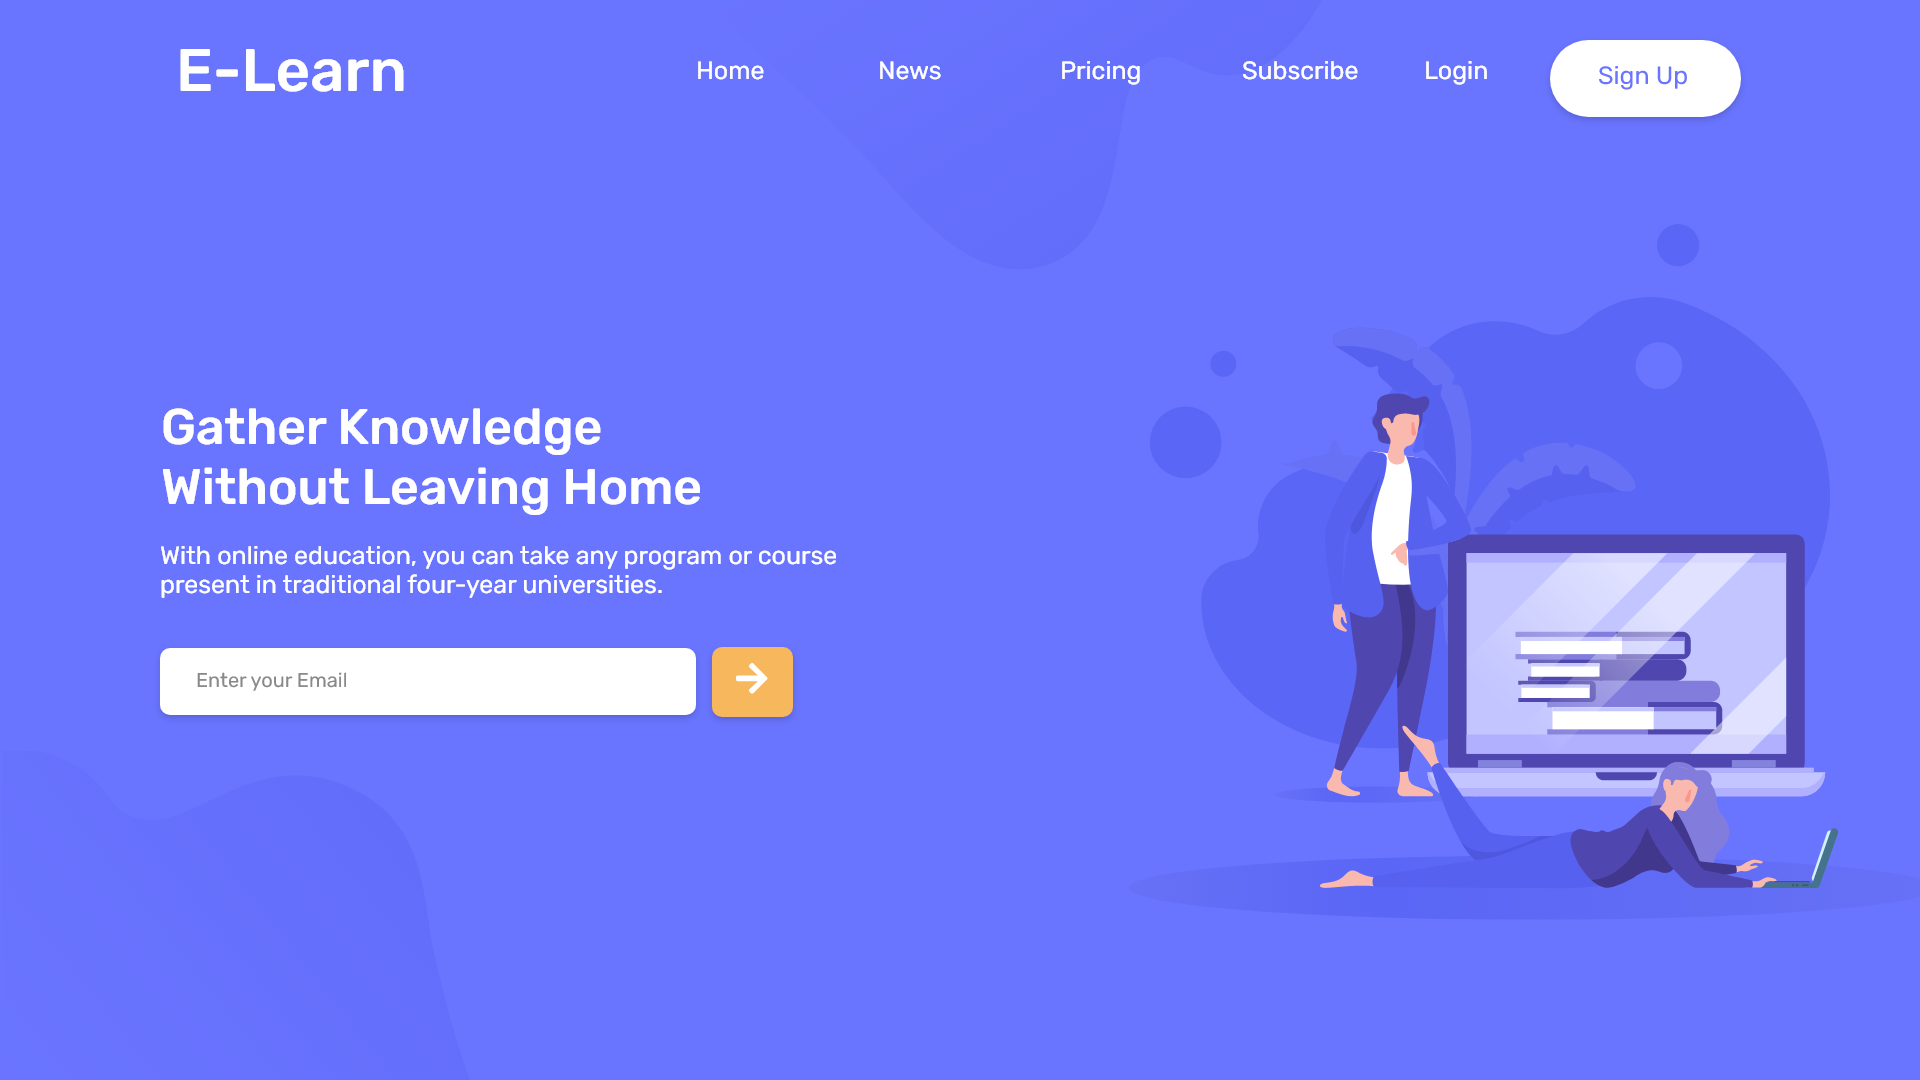 E-Learn
Home
News
Pricing
Subscribe
Login
Sign Up
Gather Knowledge
Without Leaving Home
With online education, you can take any program or course
present in traditional four-year universities.
Enter your Email